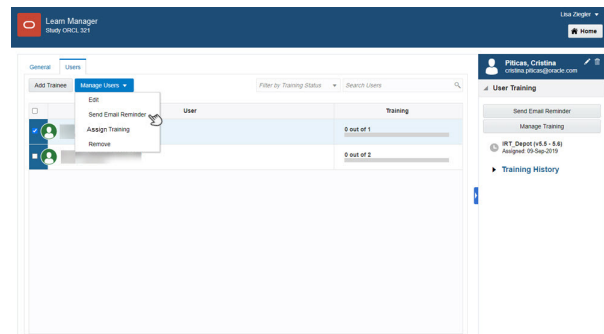 Lisa Ziegler
Learn Manager
Study ORCL 321
Home
General Users
Add Trainee Manage Users Filter by Training Status Search Users
Edit
Send Email Reminder
Assign Training
Remove
User Training
0 out of 1
0 out of 2
Piticas, Cristina
cristina.piticas@oracle.com
User Training
Send Email Reminder
Manage Training
IRT_Depot (v5.5 - 5.6)
Assigned 09-Sep-2019
Training History